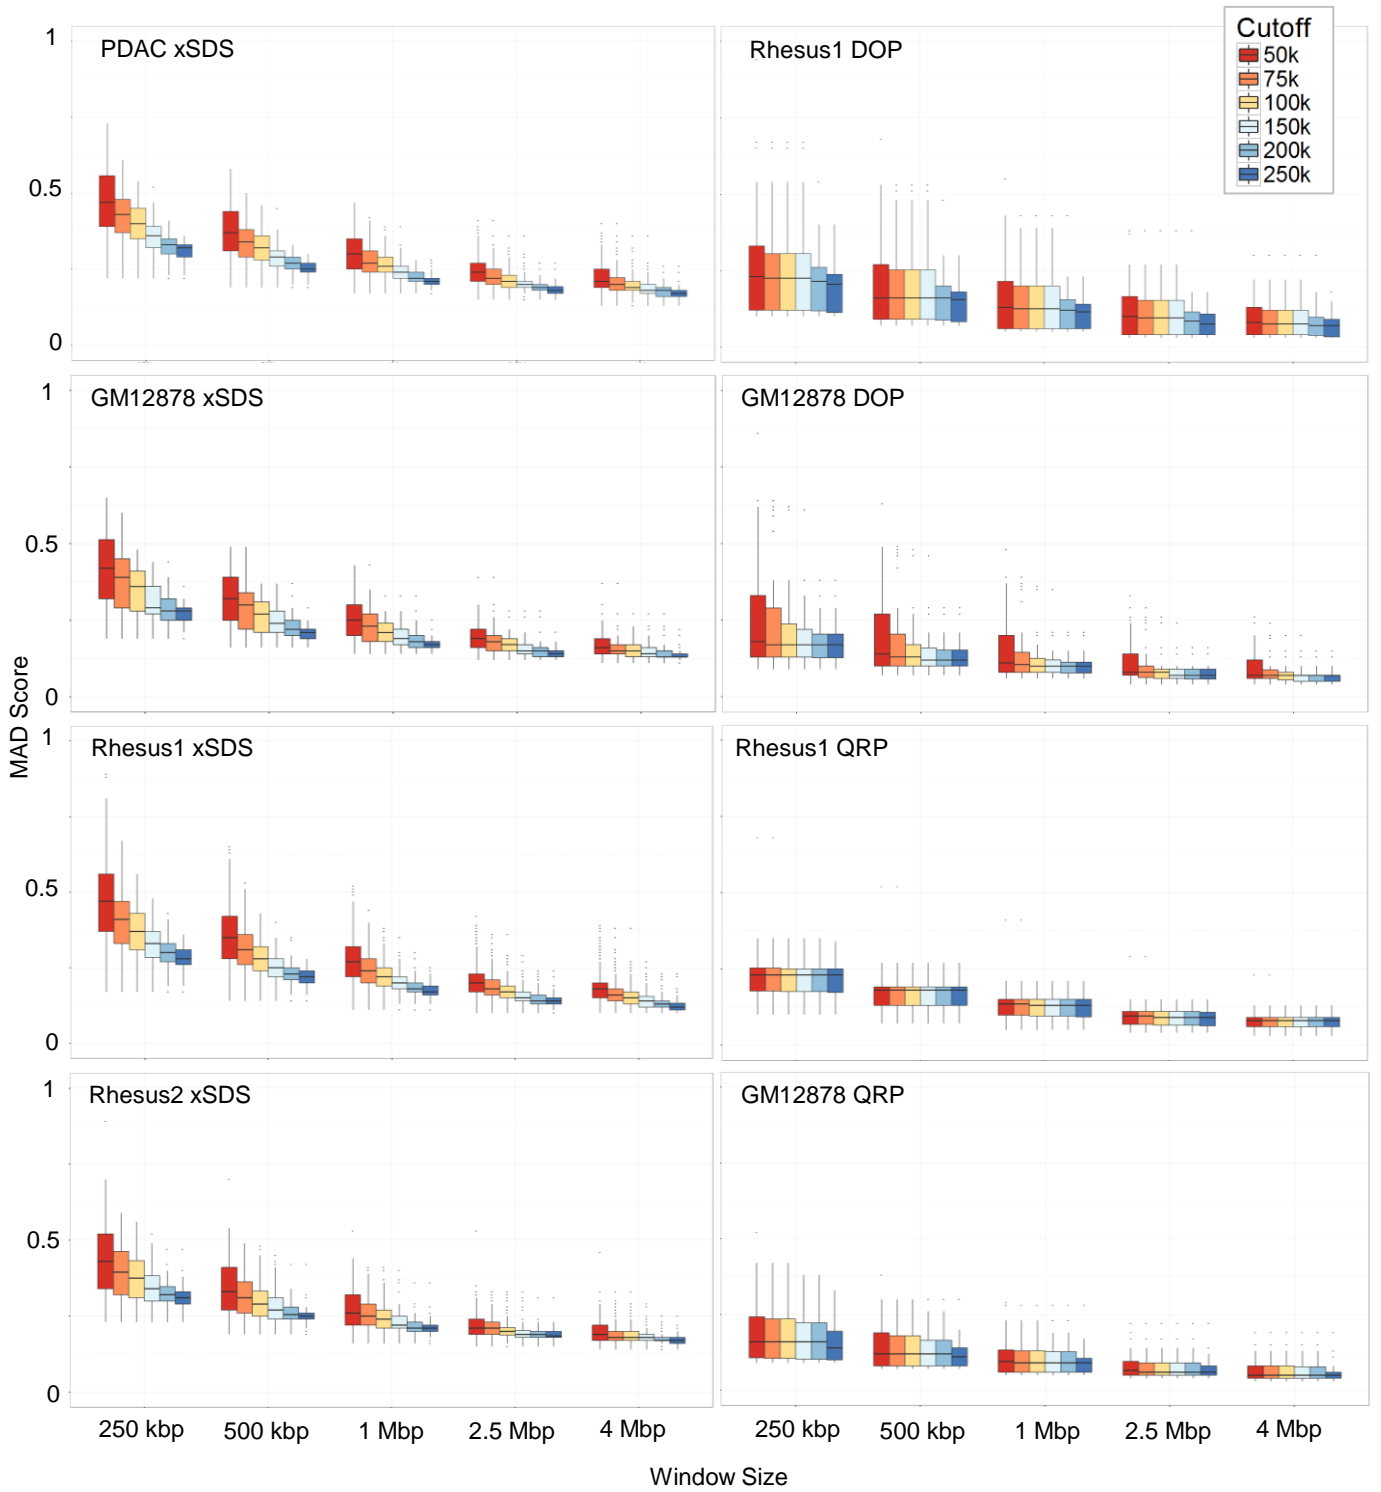 1
PDAC xSDS
0.5
0
Rhesus1 DOP
Cutoff
50k
75k
100k
150k
200k
250k
1
GM12878 xSDS
0.5
0
GM12878 DOP
MAD Score
1
Rhesus1 xSDS
0.5
0
Rhesus1 QRP
1
Rhesus2 xSDS
0.5
0
GM12878 QRP
250 kbp 500 kbp 1 Mbp 2.5 Mbp 4 Mbp
250 kbp 500 kbp 1 Mbp 2.5 Mbp 4 Mbp
Window Size